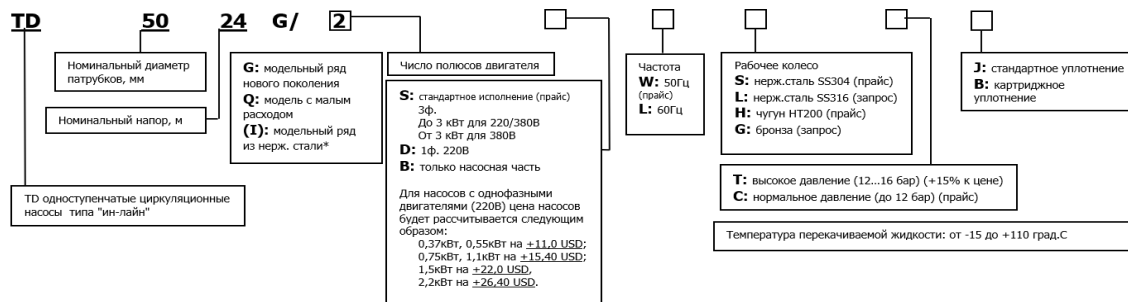 TD 50 24 G/ 2
Номинальный диаметр
патрубков, мм
Номинальный напор, м
TD одноступенчатые циркуляционные
насосы типа "ин-лайн"
G: модельный ряд
нового поколения
Q: модель с малым
расходом
(I): модельный ряд
из нерж. стали*
Число полюсов двигателя
S: стандартное исполнение (прайс)
3ф.
До 3 кВт для 220/380В
От 3 кВт для 380В
D: 1ф. 220В
B: только насосная часть
Для насосов с однофазными
двигателями (220В) цена насосов
будет рассчитывается следующим
образом:
0,37кВт, 0,55кВт на +11,0 USD;
0,75кВт, 1,1кВт на +15,40 USD;
1,5кВт на +22,0 USD,
2,2кВт на +26,40 USD.
Частота
W: 50Гц
(прайс)
L: 60Гц
Рабочее колесо
S: нерж.сталь SS304 (прайс)
L: нерж.сталь SS316 (запрос)
H: чугун HT200 (прайс)
G: бронза (запрос)
T: высокое давление (12...16 бар) (+15% к цене)
C: нормальное давление (до 12 бар) (прайс)
J: стандартное уплотнение
B: картриджное
уплотнение
Температура перекачиваемой жидкости: от -15 до +110 град.С